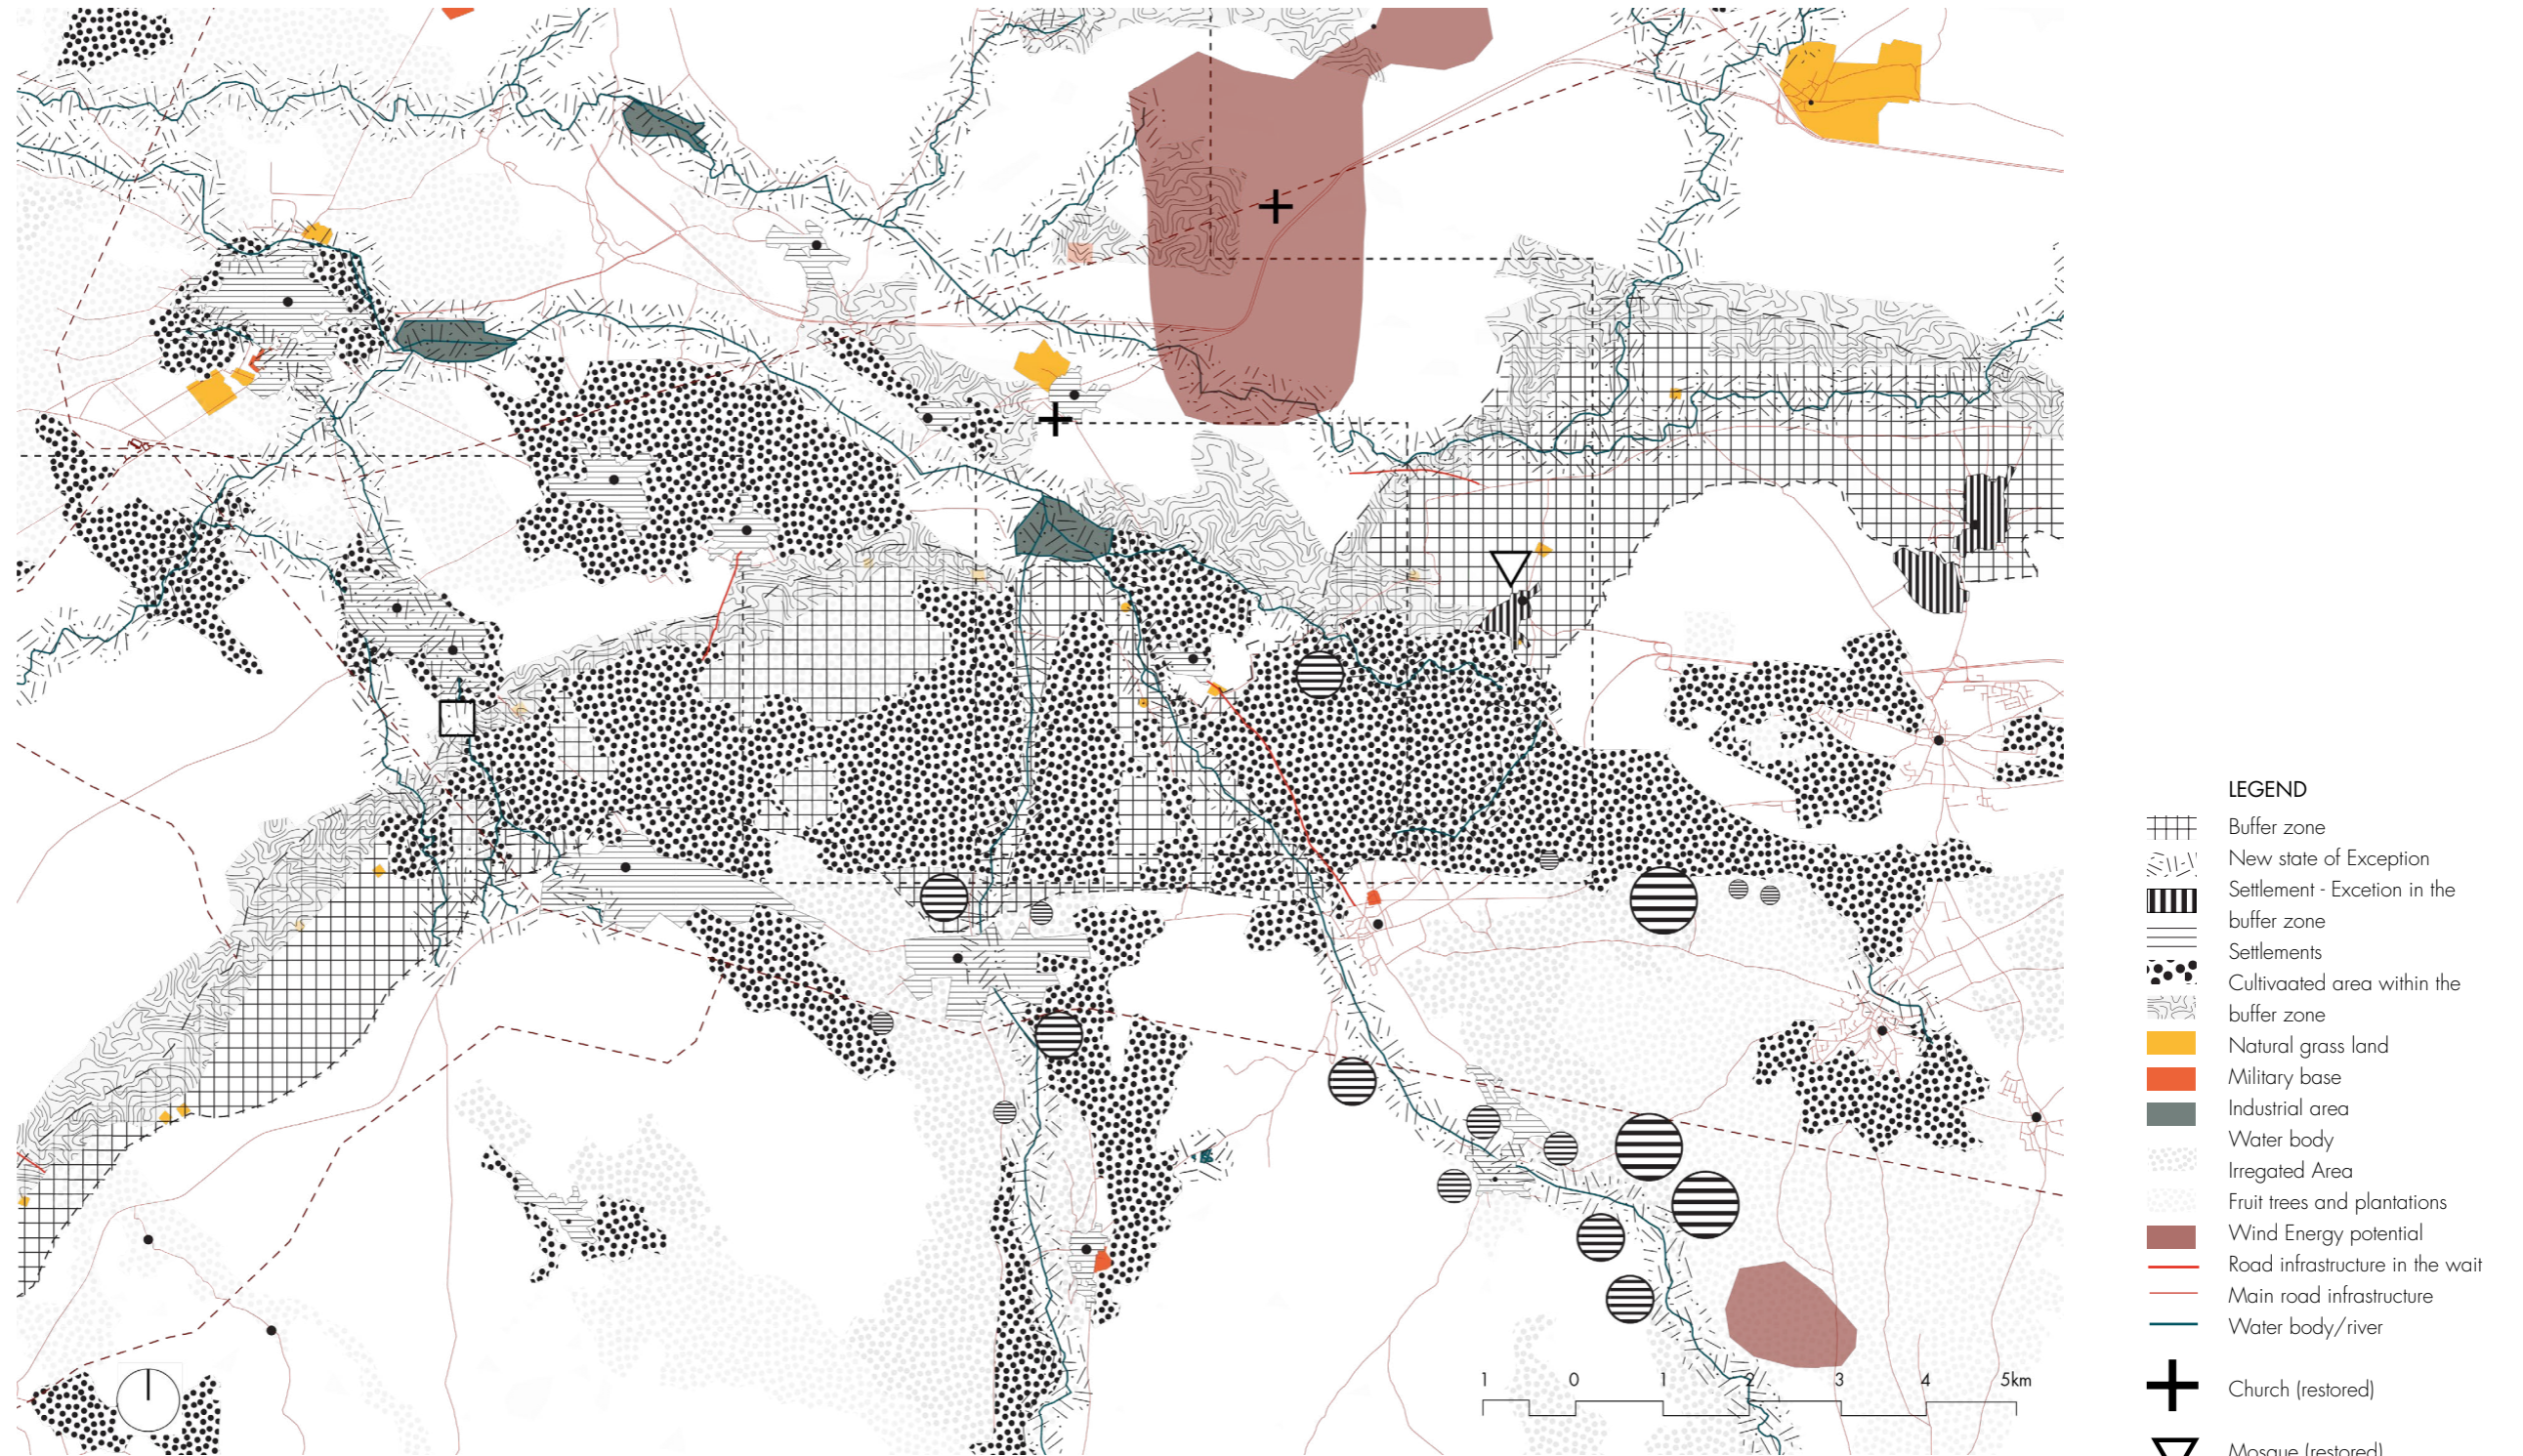 LEGEND
Buffer zone
New state of Exception
Settlement - Excetion in the
buffer zone
Settlements
Cultivaated area within the
buffer zone
Natural grass land
Military base
Industrial area
Water body
Irregated Area
Fruit trees and plantations
Wind Energy potential
Road infrastructure in the wait
Main road infrastructure
Water body/river
1 0 1 2 3 4 5km
Church (restored)
Mosque (restored)